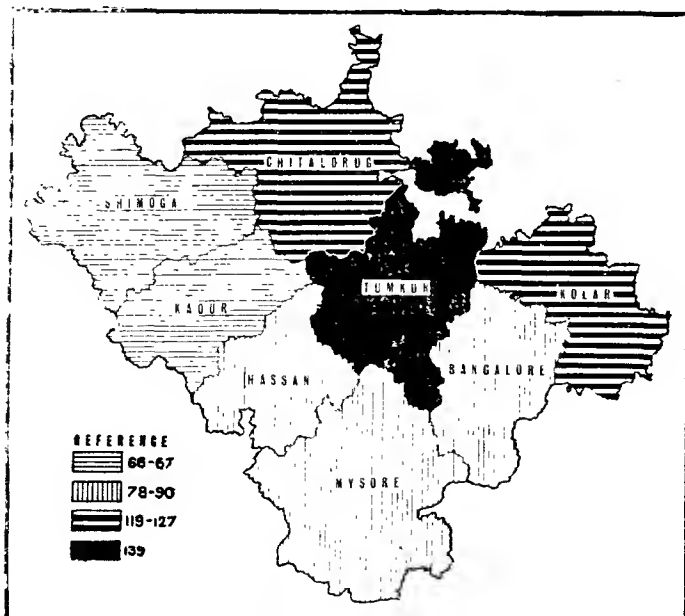 CHITALDRUG
SHIMOGA
TUMKUR
KOLAR
KADUR
BANGALORE
HASSAN
MYSORE
REFERENCE
66-67
78-90
119-127
139